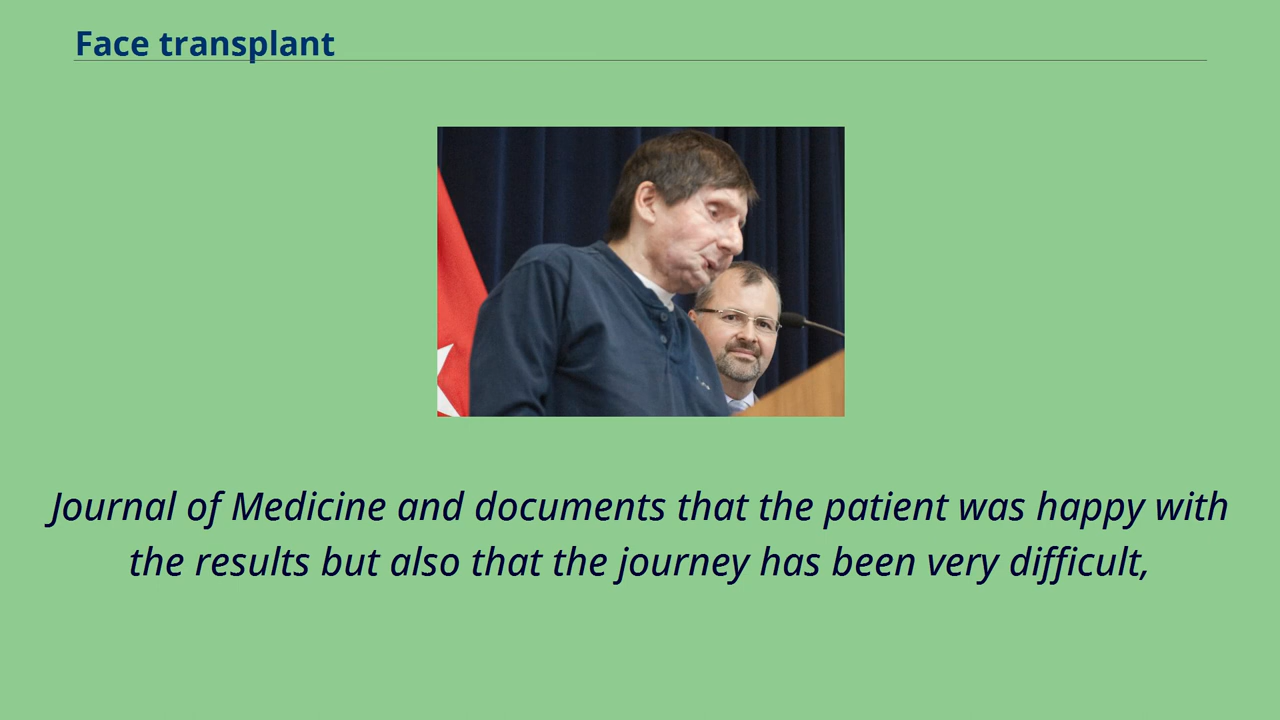 Face transplant
Journal of Medicine and documents that the patient was happy with
the results but also that the journey has been very difficult,